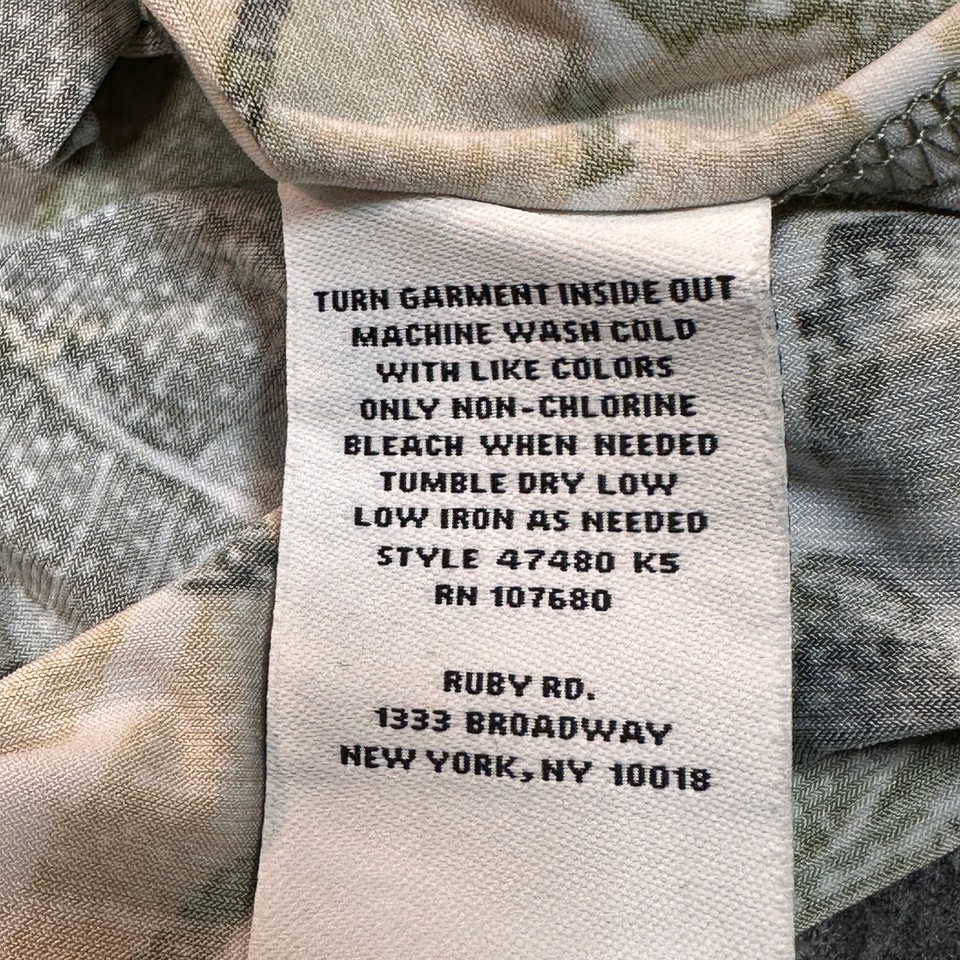 TURN GARMENT INSIDE OUT
MACHINE WASH COLD
WITH LIKE COLORS
ONLY NON-CHLORINE
BLEACH WHEN NEEDED
TUMBLE DRY LOW
LOW IRON AS NEEDED
STYLE 47480 K5
RN 107680
RUBY RD.
1333 BROADWAY
NEW YORK, NY 10018